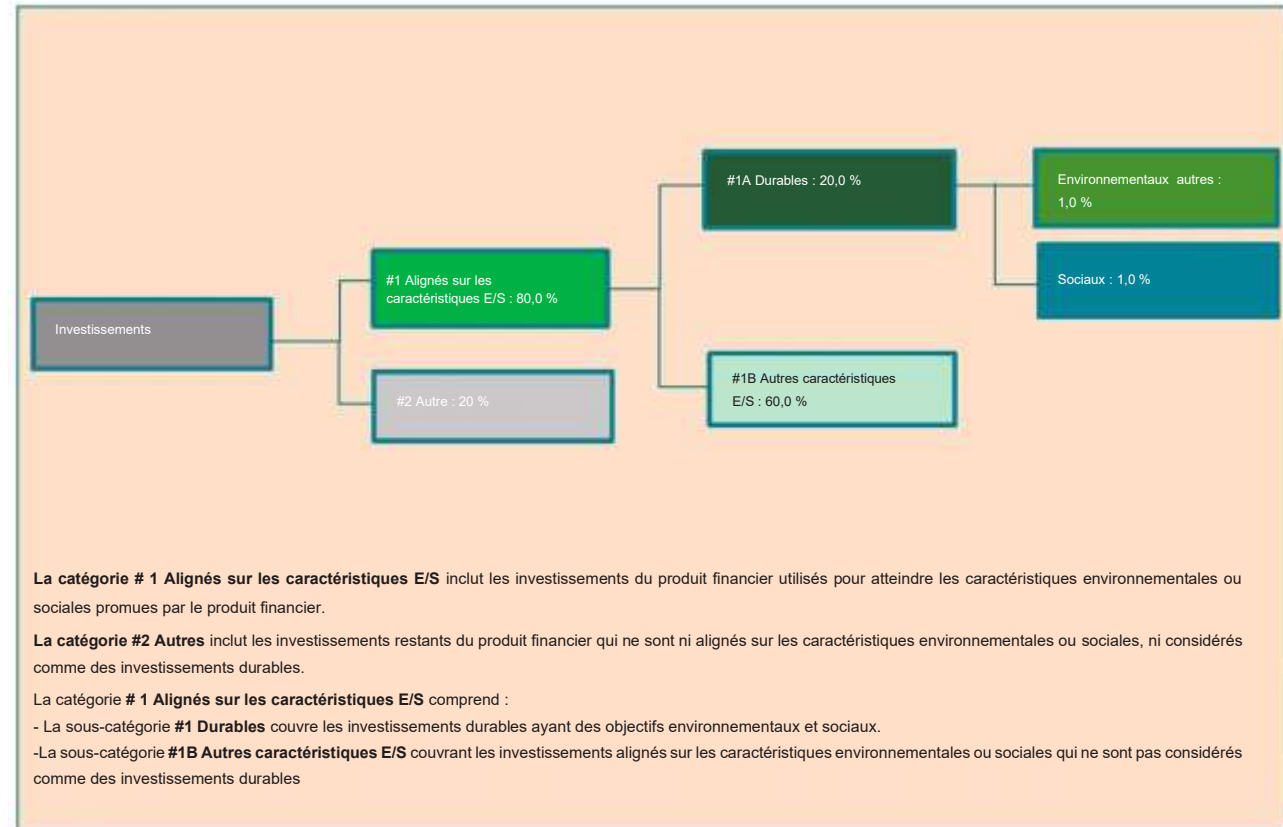 #1A Durables : 20,0 %
Environnementaux autres :
1,0 %
#1 Alignés sur les
caractéristiques E/S : 80,0 %
Sociaux : 1,0 %
Investissements
#1B Autres caractéristiques
E/S : 60,0 %
#2 Autre : 20 %
La catégorie # 1 Alignés sur les caractéristiques E/S inclut les investissements du produit financier utilisés pour atteindre les caractéristiques environnementales ou
sociales promues par le produit financier.
La catégorie #2 Autres inclut les investissements restants du produit financier qui ne sont ni alignés sur les caractéristiques environnementales ou sociales, ni considérés
comme des investissements durables.
La catégorie # 1 Alignés sur les caractéristiques E/S comprend :
- La sous-catégorie #1 Durables couvre les investissements durables ayant des objectifs environnementaux et sociaux.
-La sous-catégorie #1B Autres caractéristiques E/S couvrant les investissements alignés sur les caractéristiques environnementales ou sociales qui ne sont pas considérés
comme des investissements durables